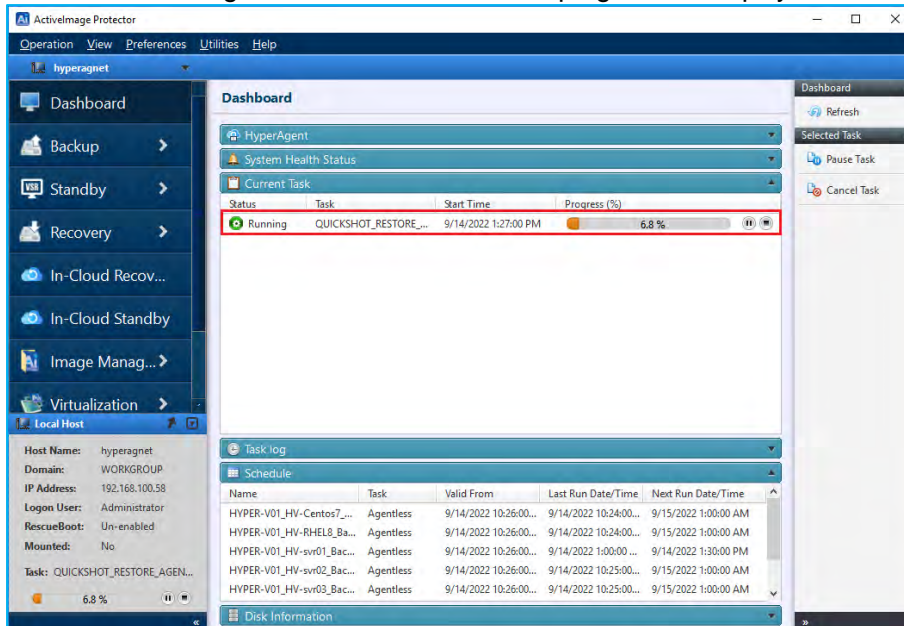 ActiveImage Protector
Operation View Preferences Utilities Help
hyperagnet
Dashboard
Backup
Standby
Recovery
In-Cloud Recov...
In-Cloud Standby
Image Manag...
Virtualization
Local Host
Host Name: hyperagnet
Domain: WORKGROUP
IP Address: 192.168.100.58
Logon User: Administrator
RescueBoot: Un-enabled
Mounted: No
Task: QUICKSHOT_RESTORE_AGEN...
6.8 %
Dashboard
HyperAgent
System Health Status
Current Task
Status Task Start Time Progress (%)
Running QUICKSHOT_RESTORE_... 9/14/2022 1:27:00 PM 6.8 %
Task log
Schedule
Name Task Valid From Last Run Date/Time Next Run Date/Time
HYPER-V01_HV-Centos7_... Agentless 9/14/2022 10:26:00... 9/14/2022 10:24:00... 9/15/2022 1:00:00 AM
HYPER-V01_HV-RHEL8_Ba... Agentless 9/14/2022 10:26:00... 9/14/2022 10:24:00... 9/15/2022 1:00:00 AM
HYPER-V01_HV-svr01_Bac... Agentless 9/14/2022 10:26:00... 9/14/2022 1:00:00 ... 9/14/2022 1:30:00 PM
HYPER-V01_HV-svr02_Bac... Agentless 9/14/2022 10:26:00... 9/14/2022 10:25:00... 9/15/2022 1:00:00 AM
HYPER-V01_HV-svr03_Bac... Agentless 9/14/2022 10:26:00... 9/14/2022 10:25:00... 9/15/2022 1:00:00 AM
Disk Information
Dashboard
Refresh
Selected Task
Pause Task
Cancel Task